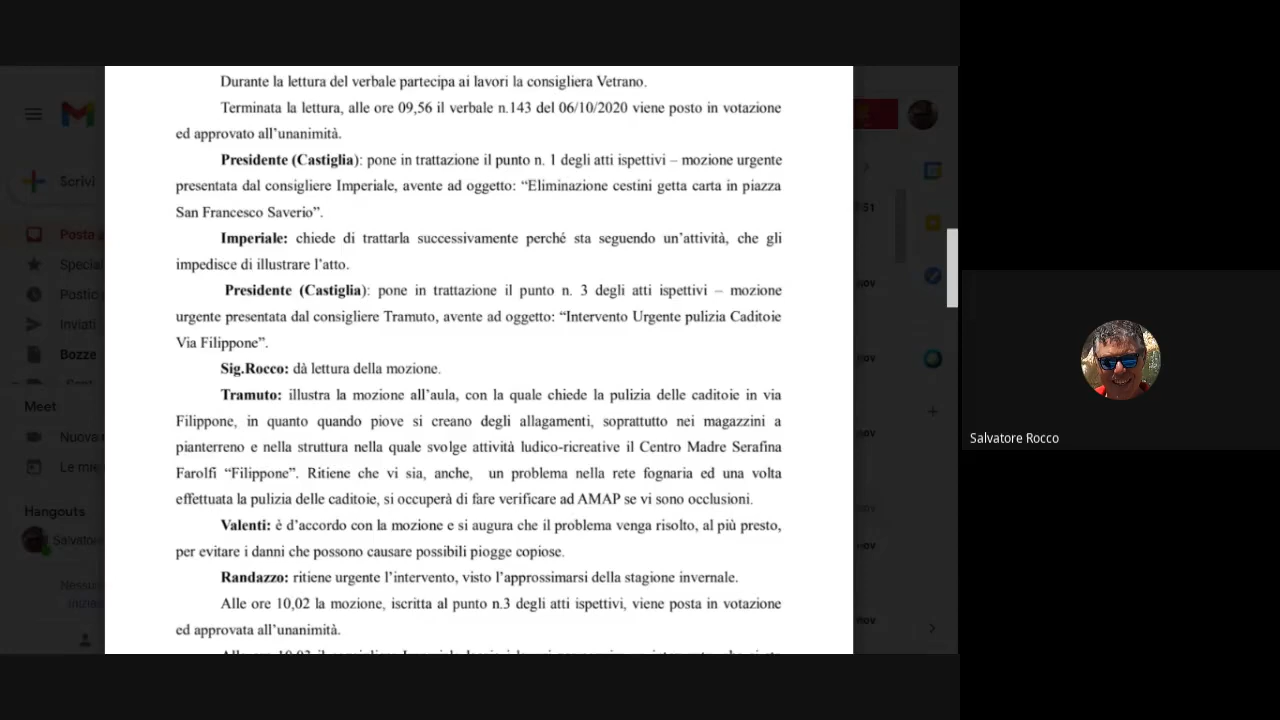 Durante la lettura del verbale partecipa ai lavori la consigliera Vetrano.
Terminata la lettura, alle ore 09,56 il verbale n.143 del 06/10/2020 viene posto in votazione
ed approvato all’unanimità.
Presidente (Castiglia): pone in trattazione il punto n. 1 degli atti ispettivi – mozione urgente
presentata dal consigliere Imperiale, avente ad oggetto: “Eliminazione cestini getta carta in piazza
San Francesco Saverio”.
Imperiale: chiede di trattarla successivamente perché sta seguendo un’attività, che gli
impedisce di illustrare l’atto.
Presidente (Castiglia): pone in trattazione il punto n. 3 degli atti ispettivi – mozione
urgente presentata dal consigliere Tramuto, avente ad oggetto: “Intervento Urgente pulizia Caditoie
Via Filippone”.
Sig.Rocco: dà lettura della mozione.
Tramuto: illustra la mozione all’aula, con la quale chiede la pulizia delle caditoie in via
Filippone, in quanto quando piove si creano degli allagamenti, soprattutto nei magazzini a
pianterreno e nella struttura nella quale svolge attività ludico-ricreative il Centro Madre Serafina
Farolfi “Filippone”. Ritiene che vi sia, anche, un problema nella rete fognaria ed una volta
effettuata la pulizia delle caditoie, si occuperà di fare verificare ad AMAP se vi sono occlusioni.
Valenti: è d’accordo con la mozione e si augura che il problema venga risolto, al più presto,
per evitare i danni che possono causare possibili piogge copiose.
Randazzo: ritiene urgente l’intervento, visto l’approssimarsi della stagione invernale.
Alle ore 10,02 la mozione, iscritta al punto n.3 degli atti ispettivi, viene posta in votazione
ed approvata all’unanimità.
Scrivi
Posta
Special
Postic
Inviati
Bozze
Meet
Nuova
Le mie
Hangouts
Salvatore
Salvatore Rocco